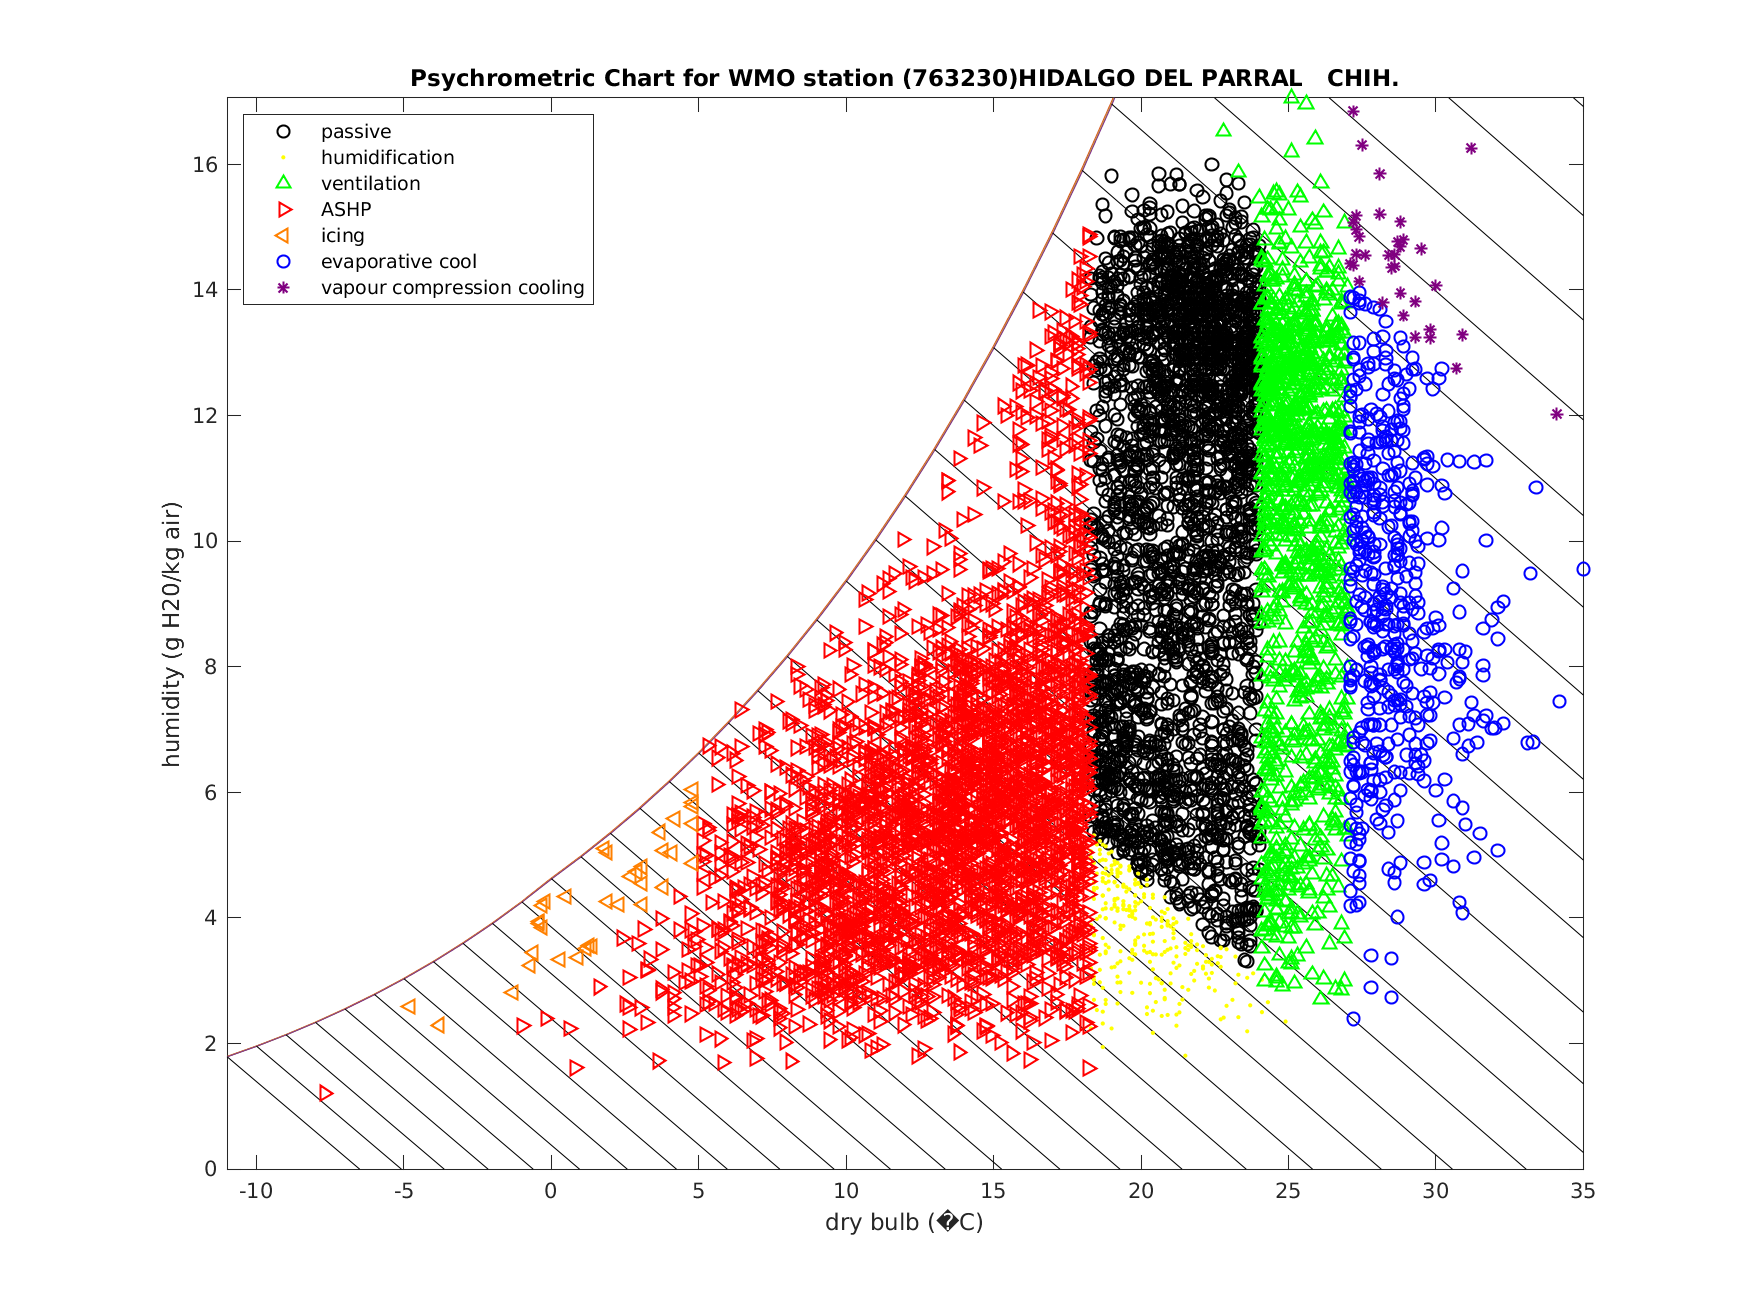 Psychrometric Chart for WMO station (763230)HIDALGO DEL PARRAL   CHIH.
passive
humidification
ventilation
ASHP
icing
evaporative cool
vapour compression cooling
humidity (g H20/kg air)
16
14
12
10
8
6
4
2
0
-10 -5 0 5 10 15 20 25 30 35
dry bulb (�C)